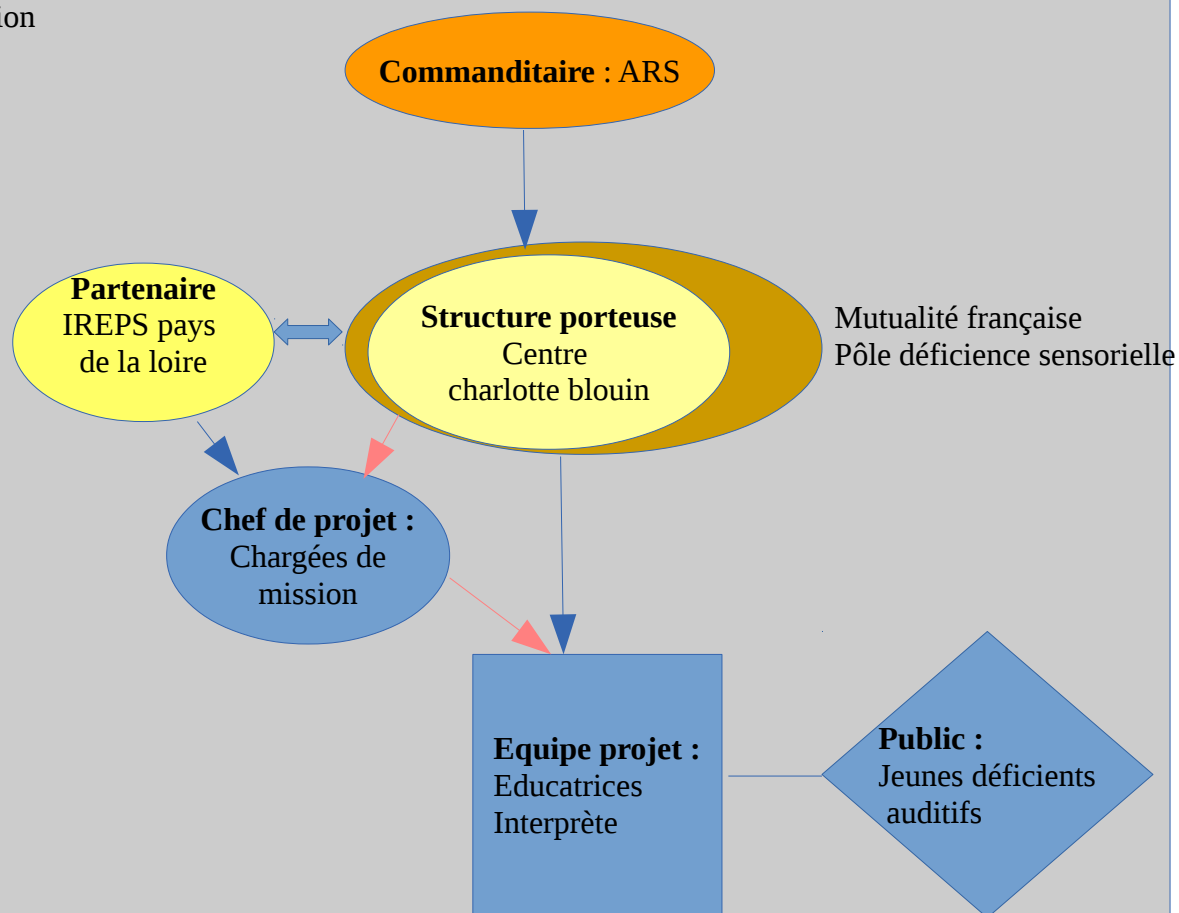 ion
Commanditaire : ARS
Partenaire
IREPS pays
de la loire
Structure porteuse
Centre
charlotte blouin
Mutualité française
Pôle déficience sensorielle
Chef de projet :
Chargées de
mission
Equipe projet :
Educatrices
Interprète
Public :
Jeunes déficients
auditifs